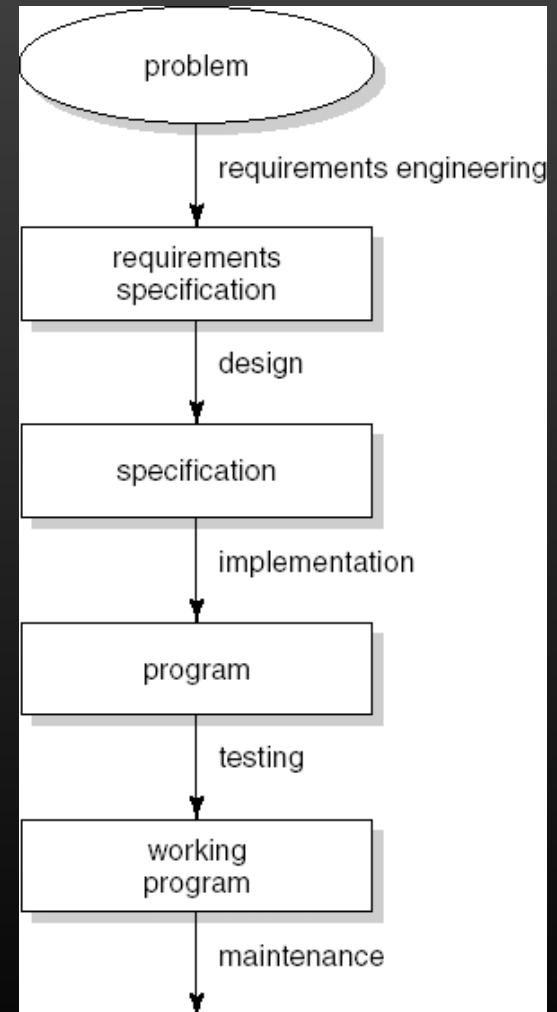 problem
requirements engineering
requirements
specification
design
specification
implementation
program
testing
working
program
maintenance